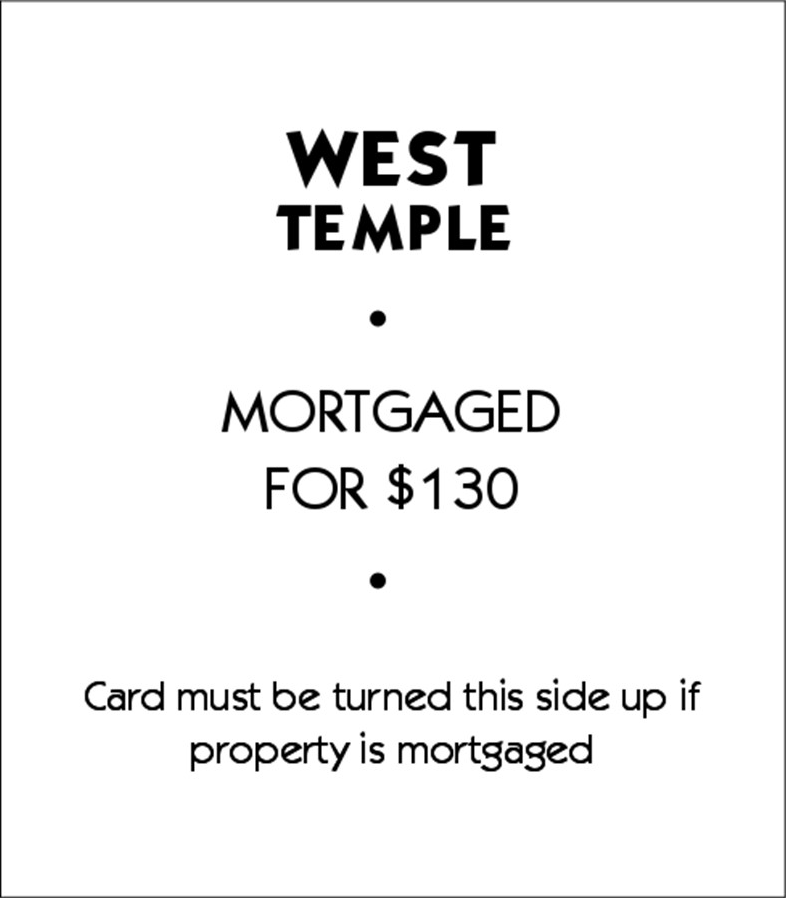 WEST
TEMPLE
•
MORTGAGED
FOR $130
•
Card must be turned this side up if
property is mortgaged